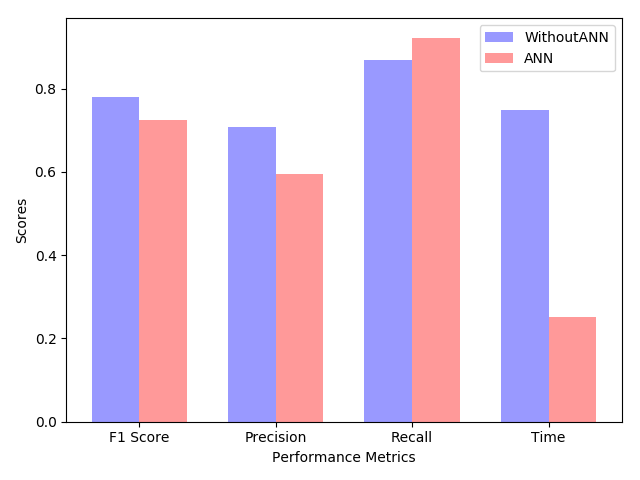 WithoutANN
ANN
Scores
0.8
0.6
0.4
0.2
0.0
F1 Score
Precision
Recall
Time
Performance Metrics